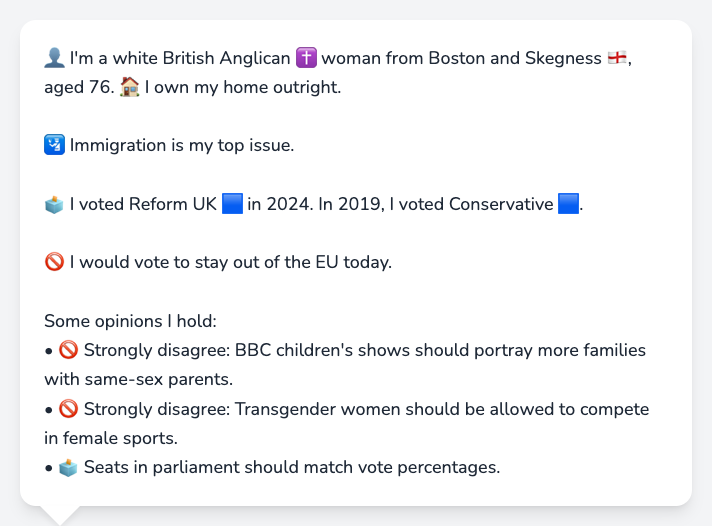 👤 I'm a white British Anglican ✝️ woman from Boston and Skegness 🏴󠁧󠁢󠁥󠁮󠁧󠁿,
aged 76. 🏠 I own my home outright.
🛂 Immigration is my top issue.
🗳️ I voted Reform UK 🟦 in 2024. In 2019, I voted Conservative 🟦.
🚫 I would vote to stay out of the EU today.
Some opinions I hold:
• 🚫 Strongly disagree: BBC children's shows should portray more families
with same-sex parents.
• 🚫 Strongly disagree: Transgender women should be allowed to compete
in female sports.
• 🗳️ Seats in parliament should match vote percentages.